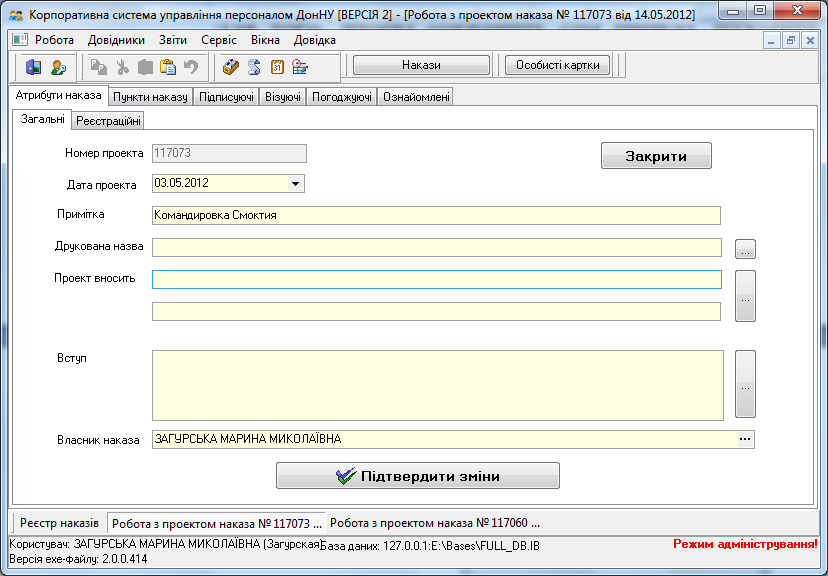 Корпоративна система управління персоналом ДонНУ [ВЕРСІЯ 2] - [Робота з проектом наказа № 117073 від 14.05.2012]
Робота Довідники Звіти Сервіс Вікна Довідка
Накази Особисті картки
Атрибути наказа Пункти наказу Підписуючі Візуючі Погоджуючі Ознайомлені
Загальні Реєстраційні
Номер проекта 117073
Закрити
Дата проекта 03.05.2012
Примітка Командировка Смоктия
Друкована назва ...
Проект вносить
...
Вступ
...
Власник наказа ЗАГУРСЬКА МАРИНА МИКОЛАЇВНА ...
Підтвердити зміни
Реєстр наказів Робота з проектом наказа № 117073 ... Робота з проектом наказа № 117060 ...
Користувач: ЗАГУРСЬКА МАРИНА МИКОЛАЇВНА (Загурская) База даних: 127.0.0.1:E:\Bases\FULL_DB.IB Режим адміністрування!
Версія exe-файлу: 2.0.0.414